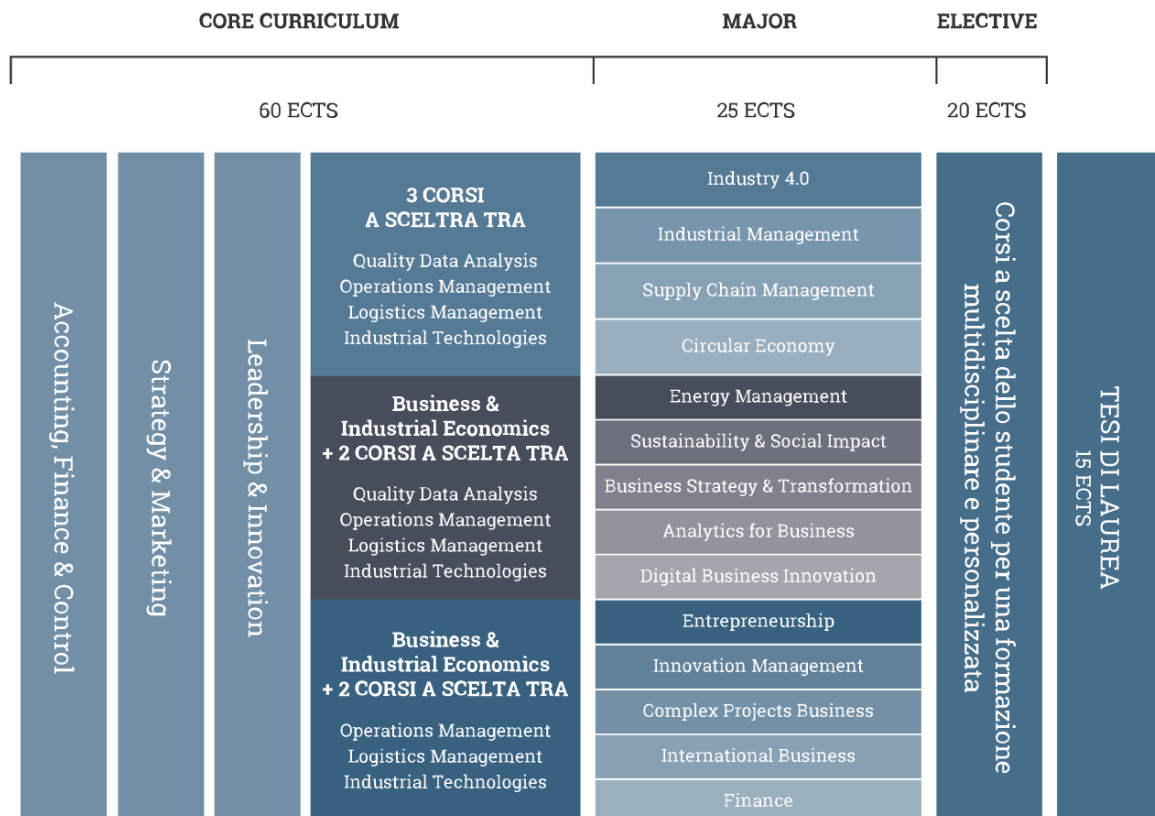 CORE CURRICULUM
MAJOR
ELECTIVE
60 ECTS
25 ECTS
20 ECTS
Accounting, Finance & Control
Strategy & Marketing
Leadership & Innovation
3 CORSI
A SCELTRA TRA
Quality Data Analysis
Operations Management
Logistics Management
Industrial Technologies
Business &
Industrial Economics
+ 2 CORSI A SCELTA TRA
Quality Data Analysis
Operations Management
Logistics Management
Industrial Technologies
Business &
Industrial Economics
+ 2 CORSI A SCELTA TRA
Operations Management
Logistics Management
Industrial Technologies
Industry 4.0
Industrial Management
Supply Chain Management
Circular Economy
Energy Management
Sustainability & Social Impact
Business Strategy & Transformation
Analytics for Business
Digital Business Innovation
Entrepreneurship
Innovation Management
Complex Projects Business
International Business
Finance
Corsi a scelta dello studente per una formazione
multidisciplinare e personalizzata
TESI DI LAUREA
15 ECTS